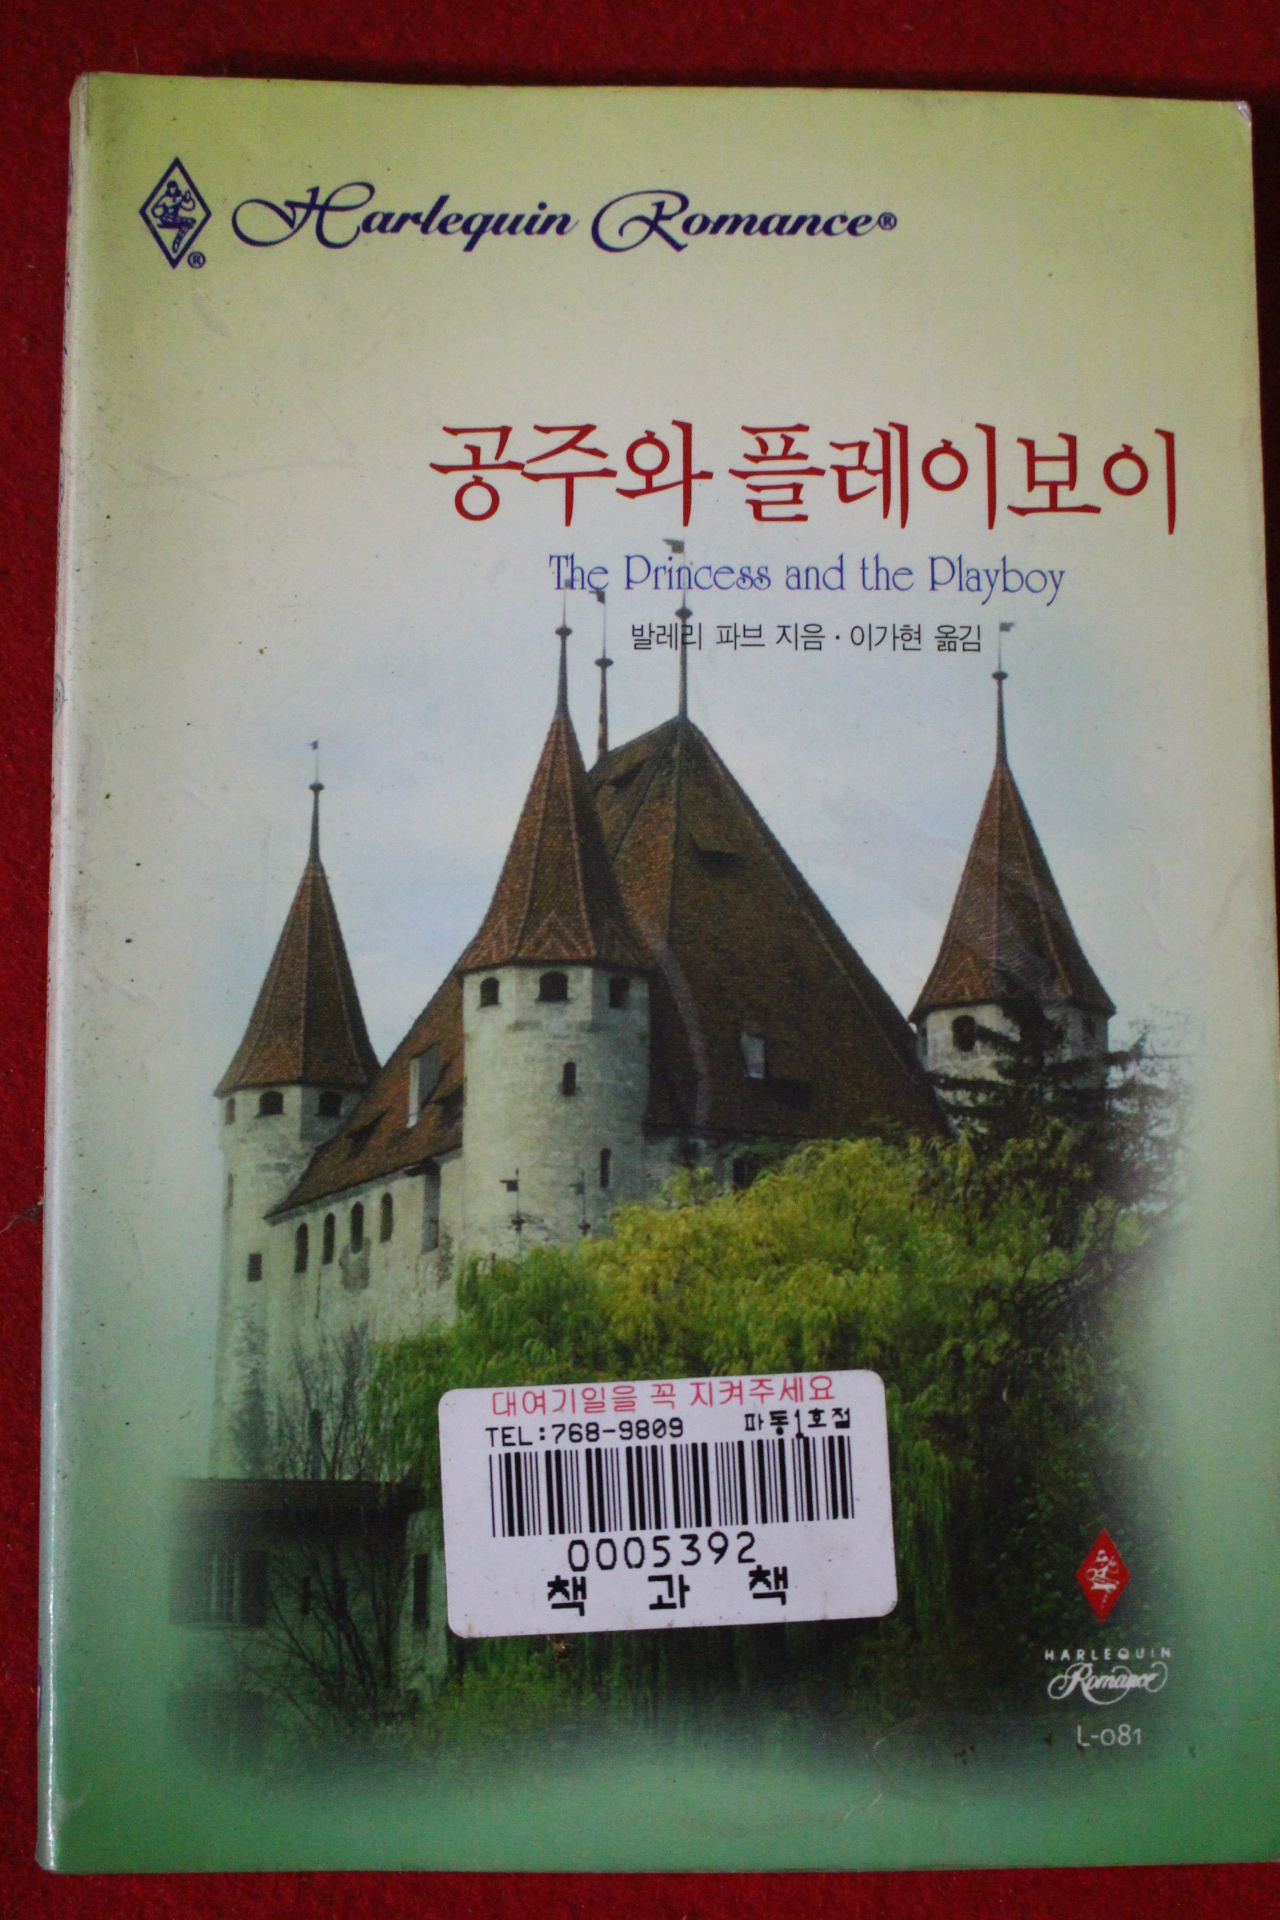 Harlequin Romance®
®
공주와 플레이보이
The Princess and the Playboy
발레리 파브 지음 · 이가현 옮김
대여기일을 꼭 지켜주세요
TEL:768-9809 파동1호점
0005392
책 과 책
HARLEQUIN
Romance
L-081